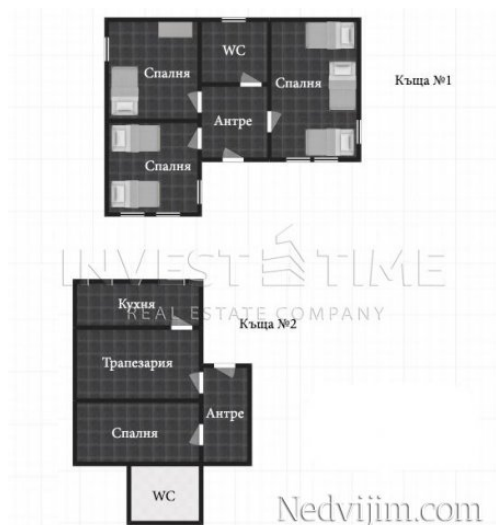 WC
Спалня
Спалня
Къща №1
Антре
Спалня
INVEST TIME
REAL ESTATE COMPANY
Кухня
Къща №2
Трапезария
Антре
Спалня
WC
Nedvijim.com